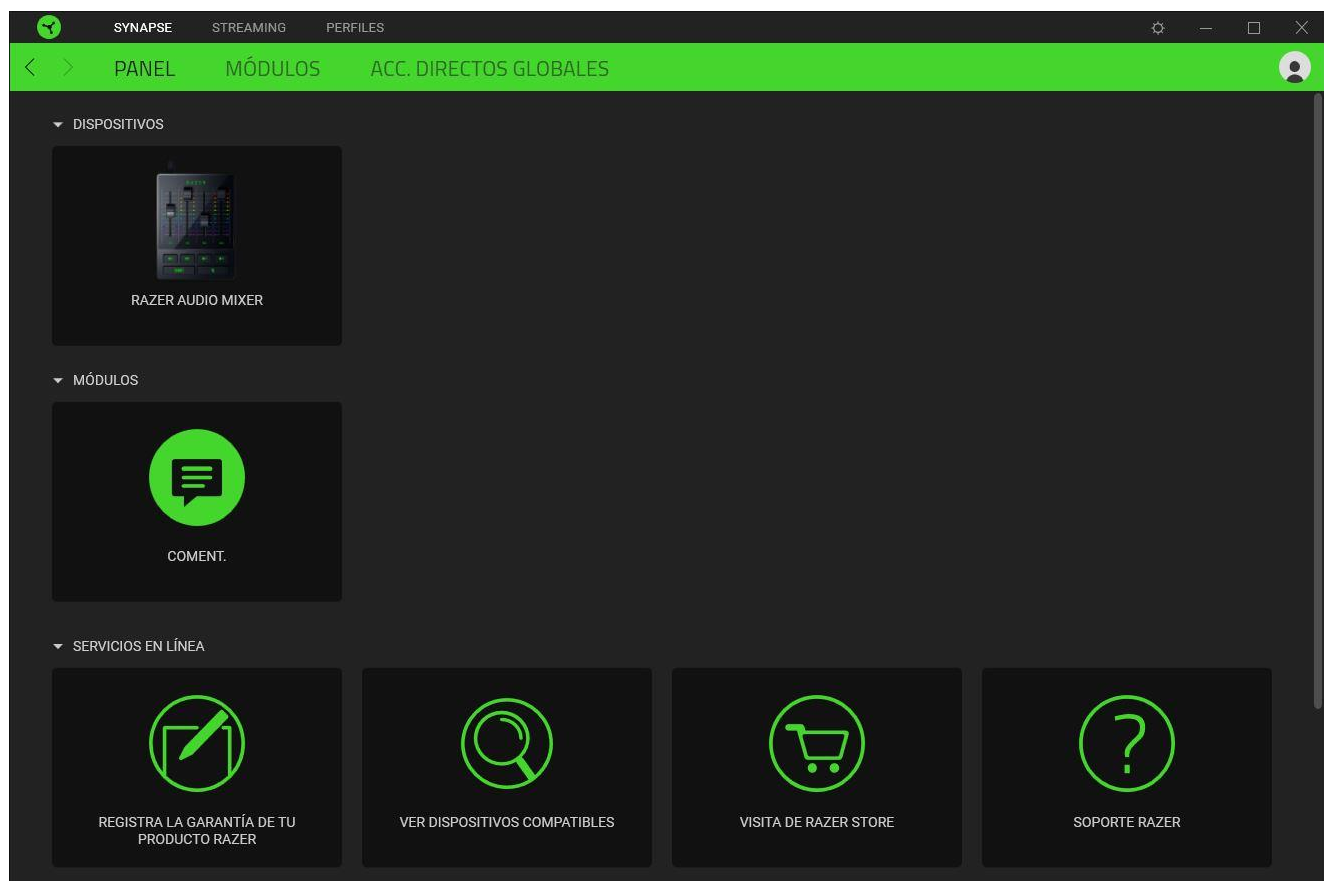 SYNAPSE STREAMING PERFILES
PANEL MÓDULOS ACC. DIRECTOS GLOBALES
DISPOSITIVOS
RAZER AUDIO MIXER
MÓDULOS
COMENT.
SERVICIOS EN LÍNEA
REGISTRA LA GARANTÍA DE TU
PRODUCTO RAZER
VER DISPOSITIVOS COMPATIBLES
VISITA DE RAZER STORE
SOPORTE RAZER